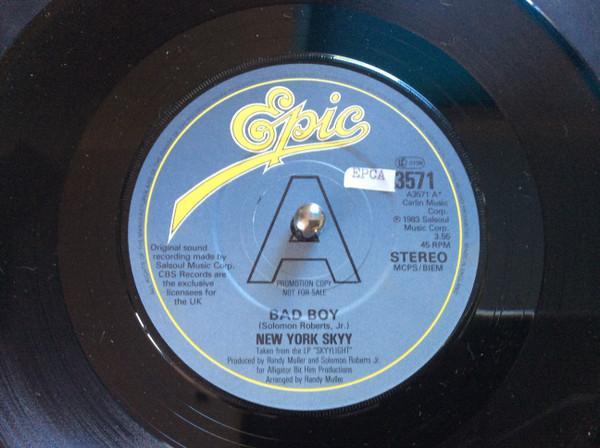 Epic
EPCA
3571
A3571 A*
Carlin Music
Corp.
℗ 1983 Salsoul
Music Corp.
3.55
45 RPM
STEREO
MCPS/BIEM
Original sound
recording made by
Salsoul Music Corp.
CBS Records are
the exclusive
licensees for
the UK
A
PROMOTION COPY
NOT FOR SALE
BAD BOY
(Solomon Roberts, Jr.)
NEW YORK SKYY
Taken from the LP "SKYYLIGHT"
Produced by Randy Muller and Solomon Roberts Jr.
for Alligator Bit Him Productions
Arranged by Randy Muller